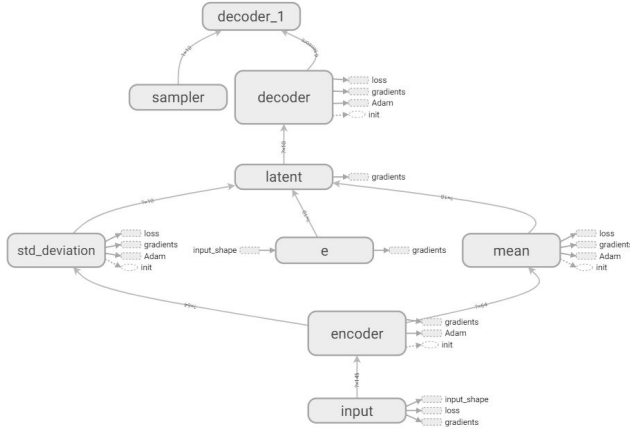 decoder_1
sampler
decoder
loss
gradients
Adam
init
latent
gradients
std_deviation
loss
gradients
Adam
init
input_shape
e
gradients
mean
loss
gradients
Adam
init
encoder
gradients
Adam
init
input
input_shape
loss
gradients